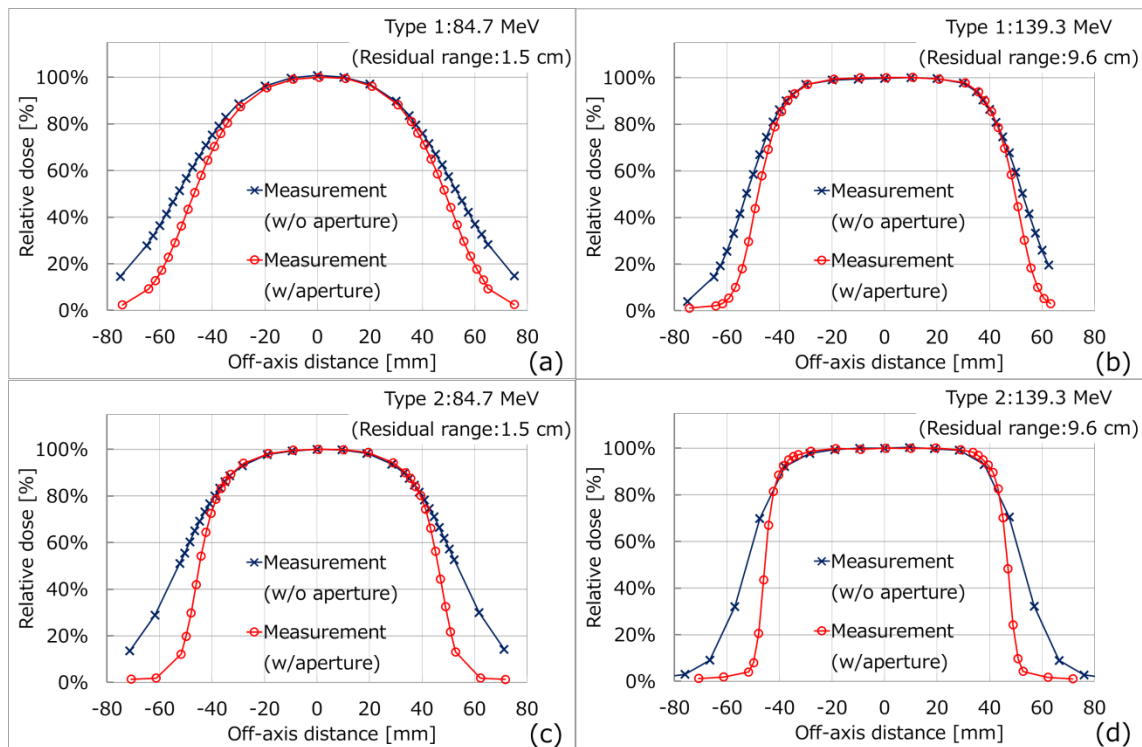 Type 1:84.7 MeV
(Residual range:1.5 cm)
Relative dose [%]
100%
80%
60%
40%
20%
0%
Measurement
(w/o aperture)
Measurement
(w/aperture)
-80 -60 -40 -20 0 20 40 60 80
Off-axis distance [mm]
(a)
Type 1:139.3 MeV
(Residual range:9.6 cm)
Relative dose [%]
100%
80%
60%
40%
20%
0%
Measurement
(w/o aperture)
Measurement
(w/aperture)
-80 -60 -40 -20 0 20 40 60 80
Off-axis distance [mm]
(b)
Type 2:84.7 MeV
(Residual range:1.5 cm)
Relative dose [%]
100%
80%
60%
40%
20%
0%
Measurement
(w/o aperture)
Measurement
(w/aperture)
-80 -60 -40 -20 0 20 40 60 80
Off-axis distance [mm]
(c)
Type 2:139.3 MeV
(Residual range:9.6 cm)
Relative dose [%]
100%
80%
60%
40%
20%
0%
Measurement
(w/o aperture)
Measurement
(w/aperture)
-80 -60 -40 -20 0 20 40 60 80
Off-axis distance [mm]
(d)